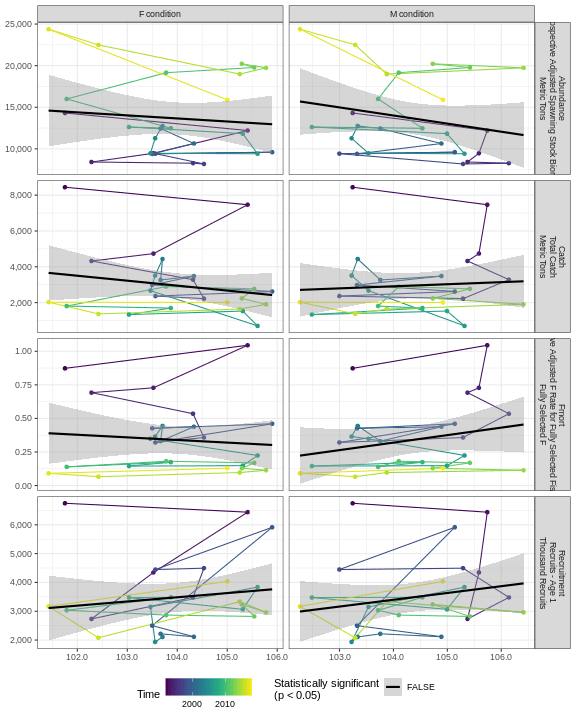 F condition
M condition
25,000
20,000
15,000
10,000
Abundance
Adjusted Spawning Stock
Metric Tons
8,000
6,000
4,000
2,000
Catch
Total Catch
Metric Tons
1.00
0.75
0.50
0.25
0.00
Fmort
Adjusted F Rate for Fully Selected
Fully Selected F
6,000
5,000
4,000
3,000
2,000
Recruitment
Recruits - Age 1
Thousand Recruits
102.0
103.0
104.0
105.0
106.0
103.0
104.0
105.0
106.0
Time
2000
2010
Statistically significant
(p < 0.05)
FALSE